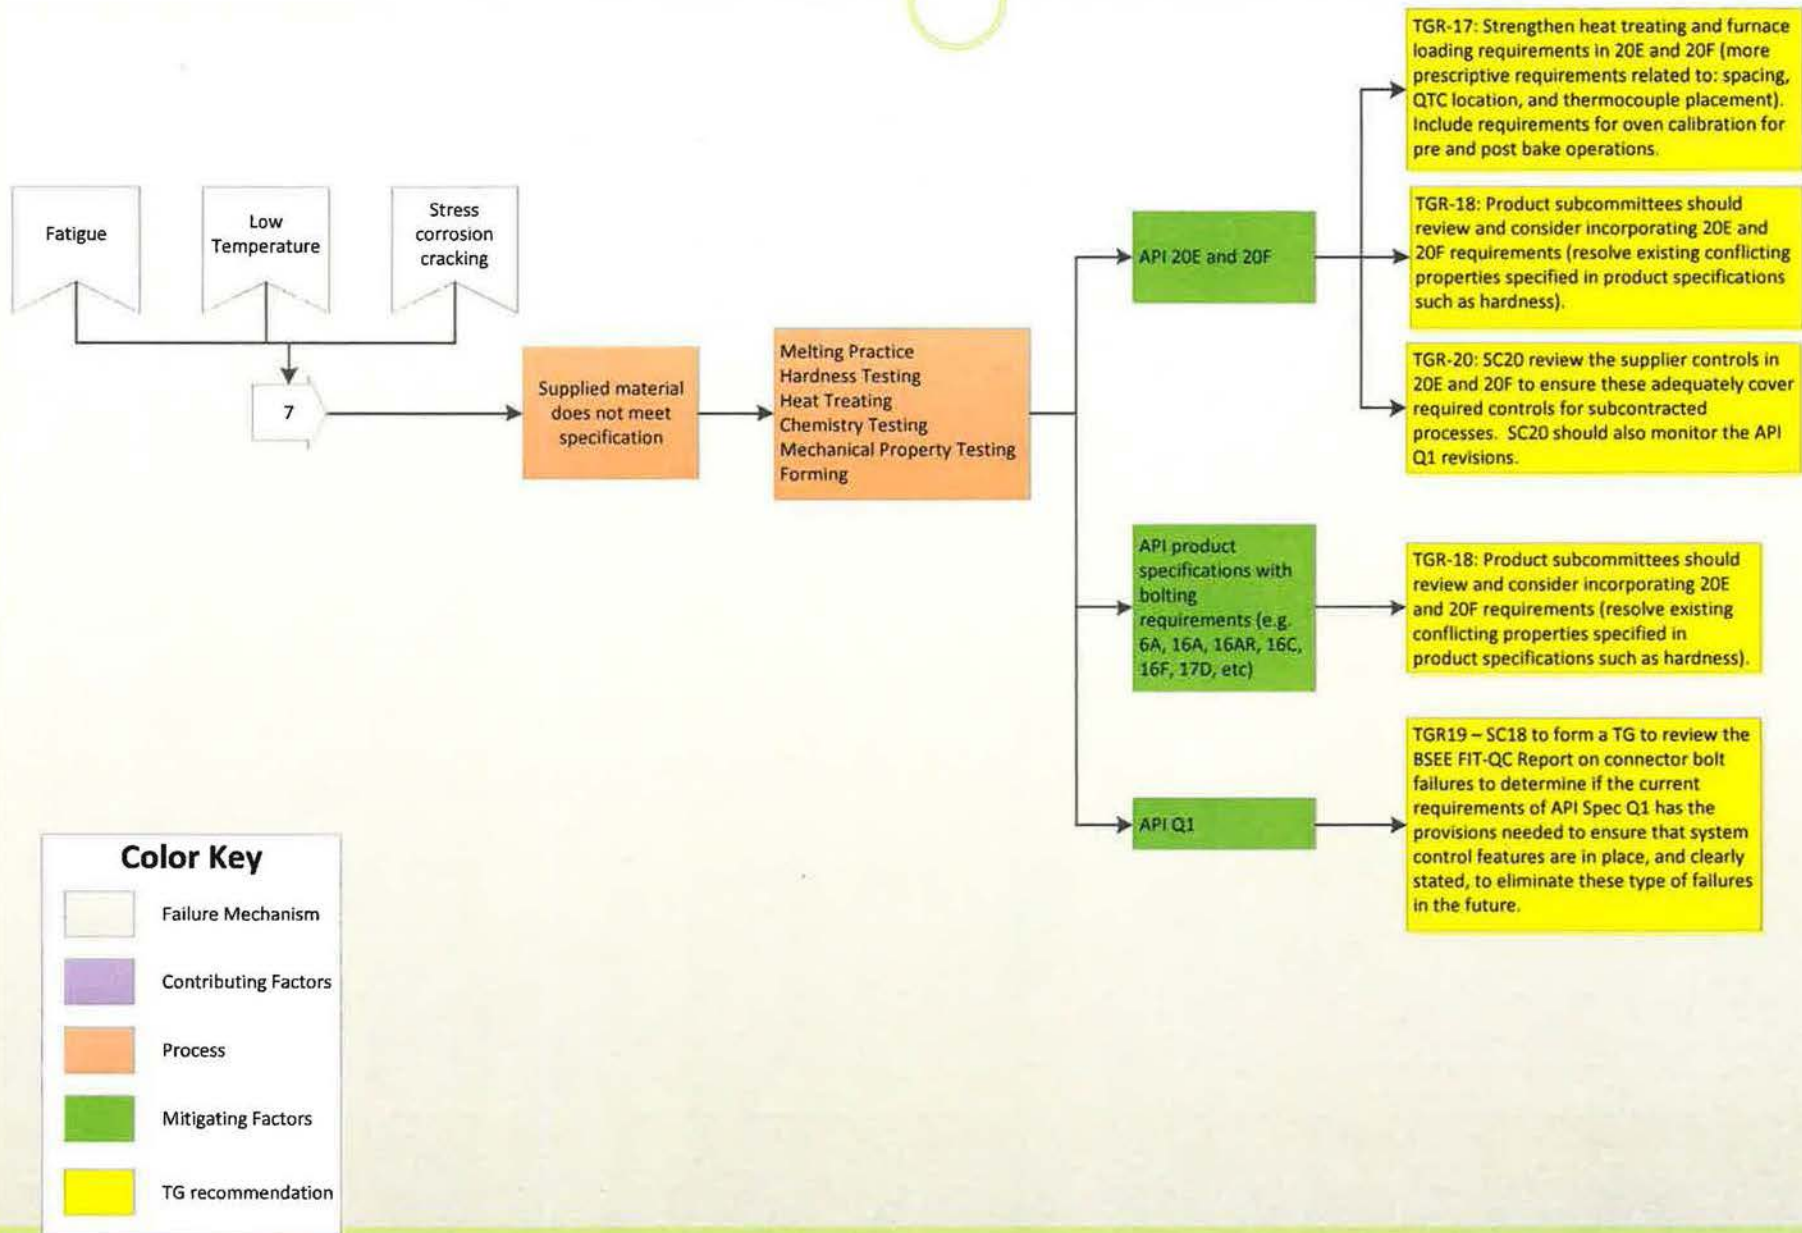 Fatigue
Low
Temperature
Stress
corrosion
cracking
7
Supplied material
does not meet
specification
Melting Practice
Hardness Testing
Heat Treating
Chemistry Testing
Mechanical Property Testing
Forming
API 20E and 20F
TGR-17: Strengthen heat treating and furnace
loading requirements in 20E and 20F (more
prescriptive requirements related to: spacing,
QTC location, and thermocouple placement).
Include requirements for oven calibration for
pre and post bake operations.
TGR-18: Product subcommittees should
review and consider incorporating 20E and
20F requirements (resolve existing conflicting
properties specified in product specifications
such as hardness).
TGR-20: SC20 review the supplier controls in
20E and 20F to ensure these adequately cover
required controls for subcontracted
processes.  SC20 should also monitor the API
Q1 revisions.
API product
specifications with
bolting
requirements (e.g.
6A, 16A, 16AR, 16C,
16F, 17D, etc)
TGR-18: Product subcommittees should
review and consider incorporating 20E
and 20F requirements (resolve existing
conflicting properties specified in
product specifications such as hardness).
API Q1
TGR19 – SC18 to form a TG to review the
BSEE FIT-QC Report on connector bolt
failures to determine if the current
requirements of API Spec Q1 has the
provisions needed to ensure that system
control features are in place, and clearly
stated, to eliminate these type of failures
in the future.
Color Key
Failure Mechanism
Contributing Factors
Process
Mitigating Factors
TG recommendation